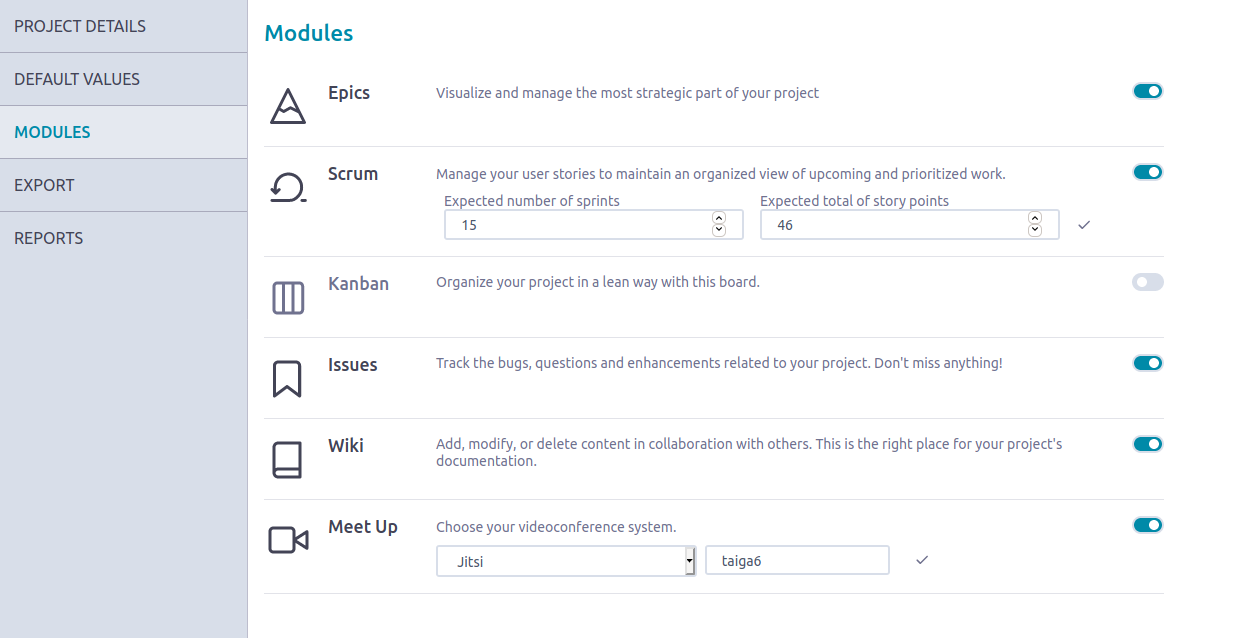 PROJECT DETAILS
DEFAULT VALUES
MODULES
EXPORT
REPORTS
Modules
Epics
Visualize and manage the most strategic part of your project
Scrum
Manage your user stories to maintain an organized view of upcoming and prioritized work.
Expected number of sprints
Expected total of story points
15
46
Kanban
Organize your project in a lean way with this board.
Issues
Track the bugs, questions and enhancements related to your project. Don't miss anything!
Wiki
Add, modify, or delete content in collaboration with others. This is the right place for your project's
documentation.
Meet Up
Choose your videoconference system.
Jitsi
taiga6